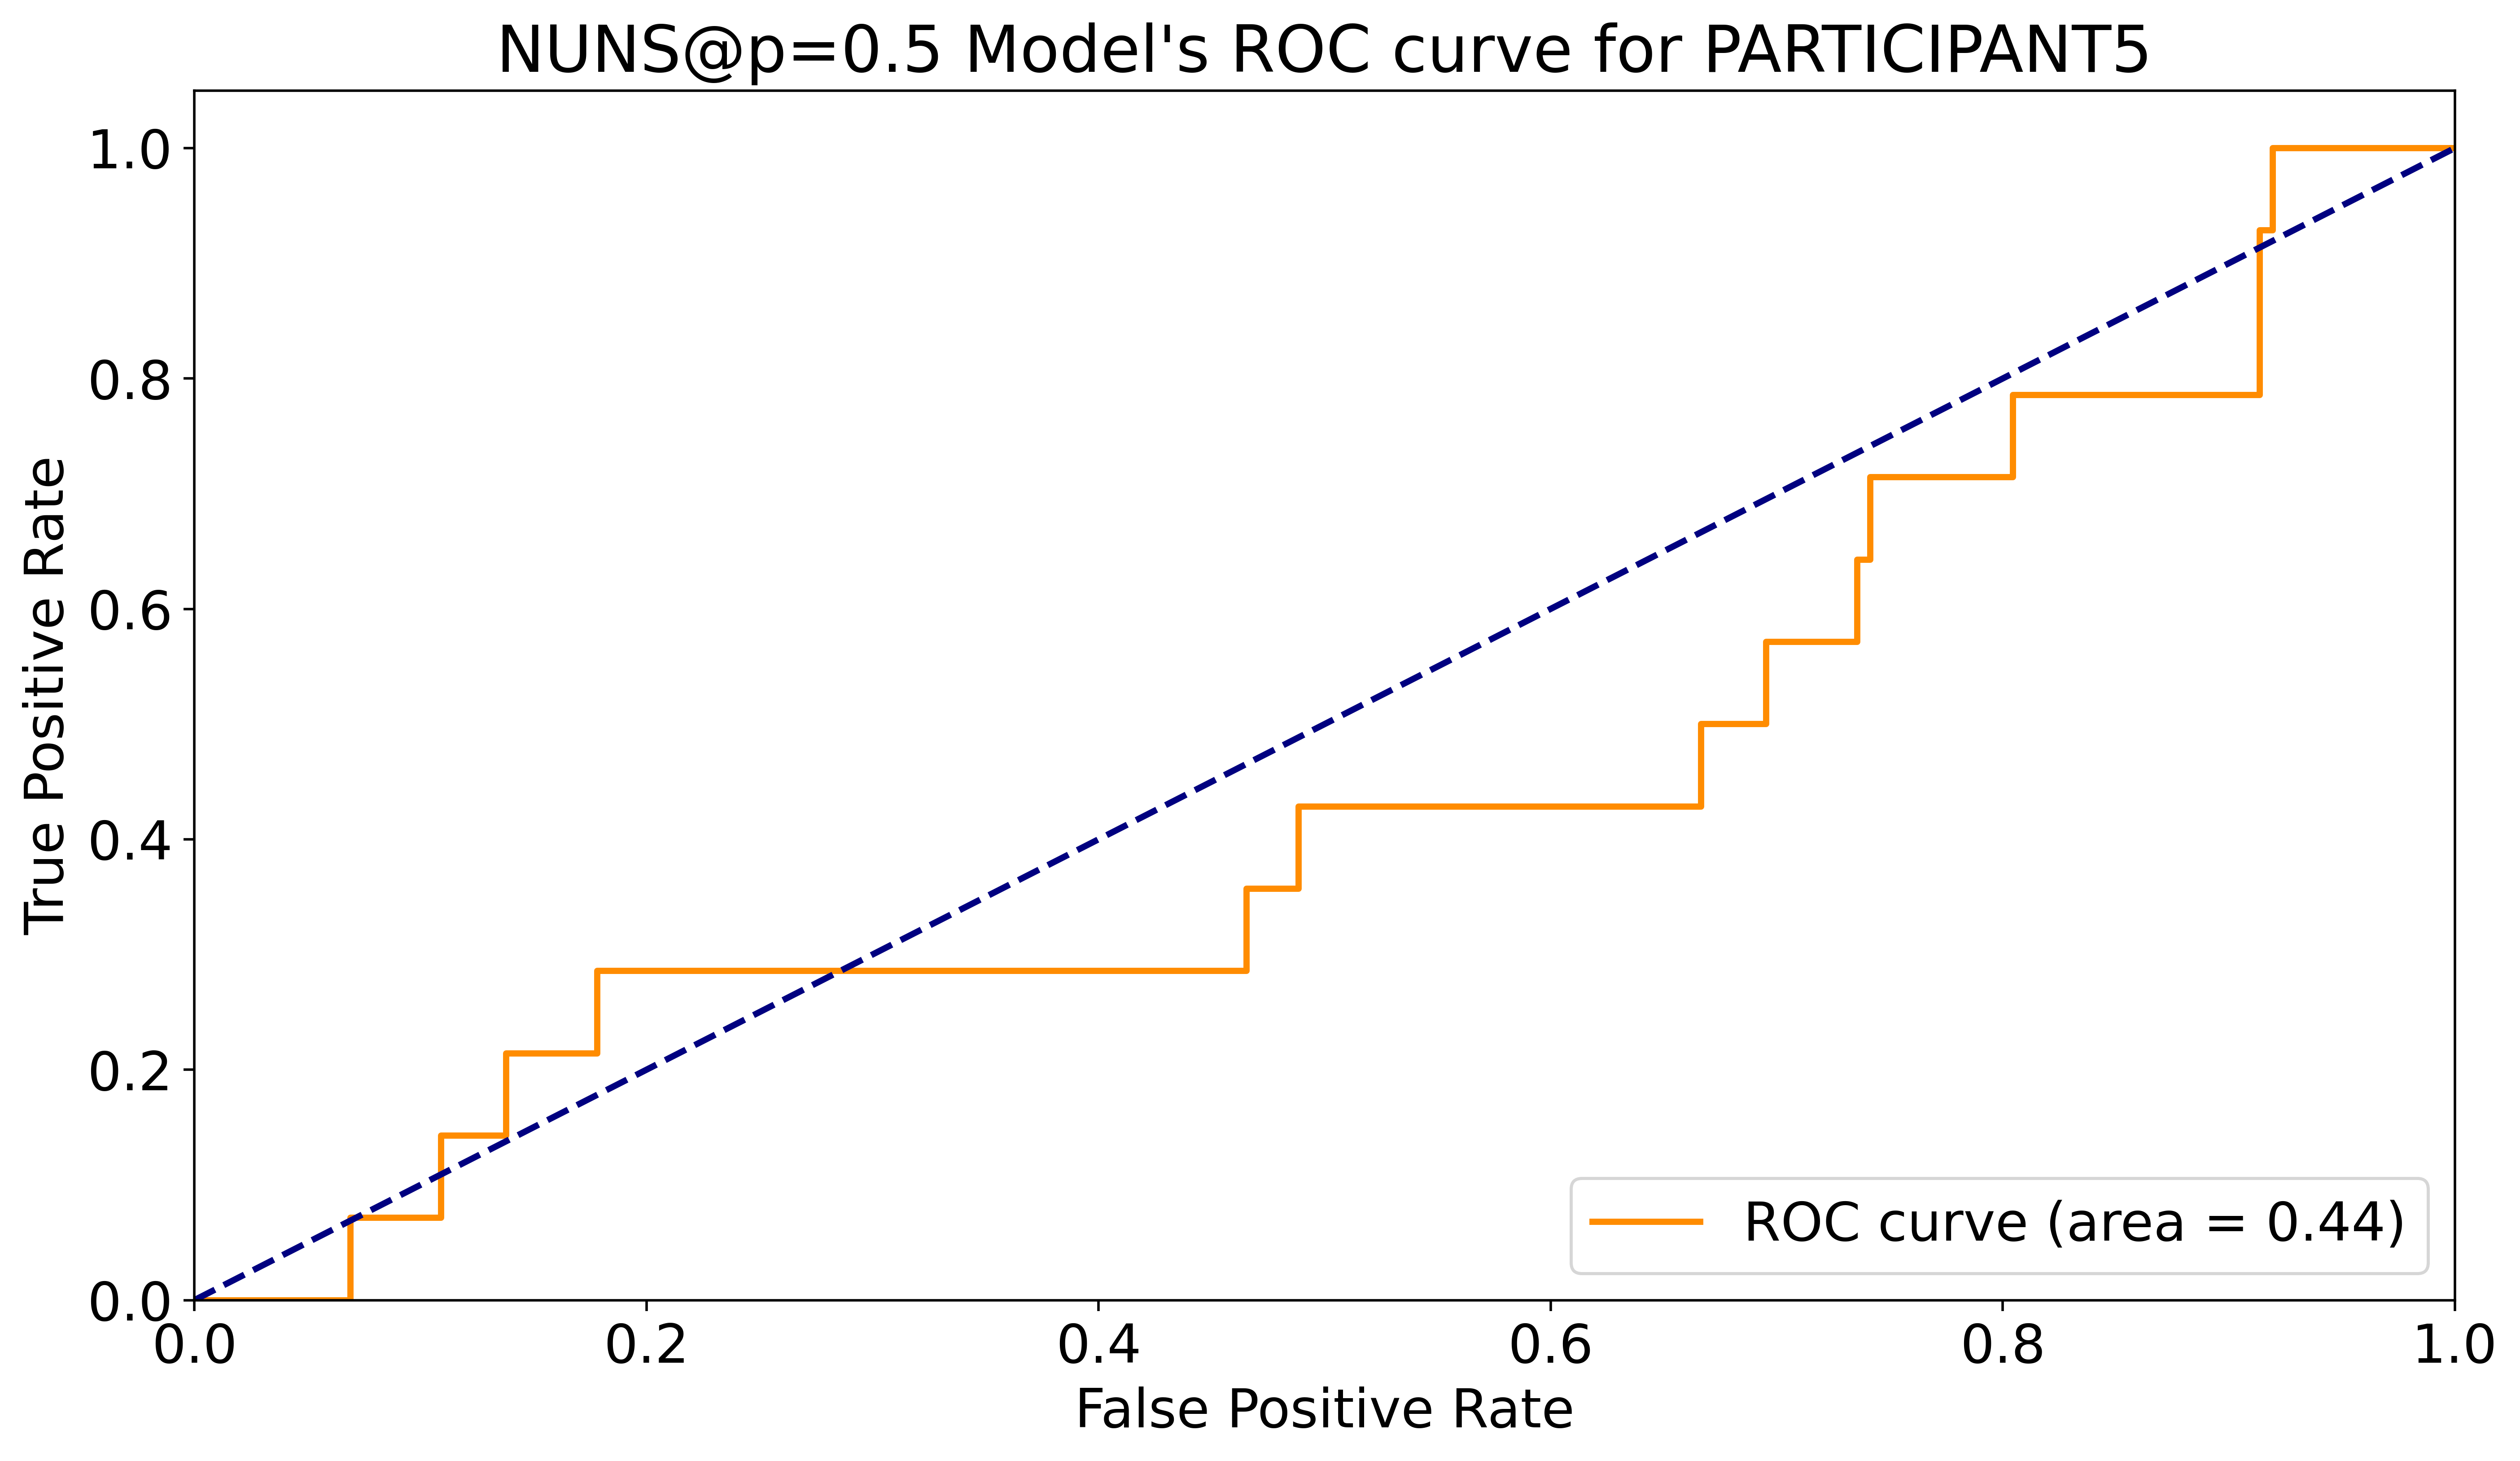 NUNS@p=0.5 Model's ROC curve for PARTICIPANT5
1.0
0.8
0.6
0.4
0.2
0.0
True Positive Rate
ROC curve (area = 0.44)
0.0 0.2 0.4 0.6 0.8 1.0
False Positive Rate